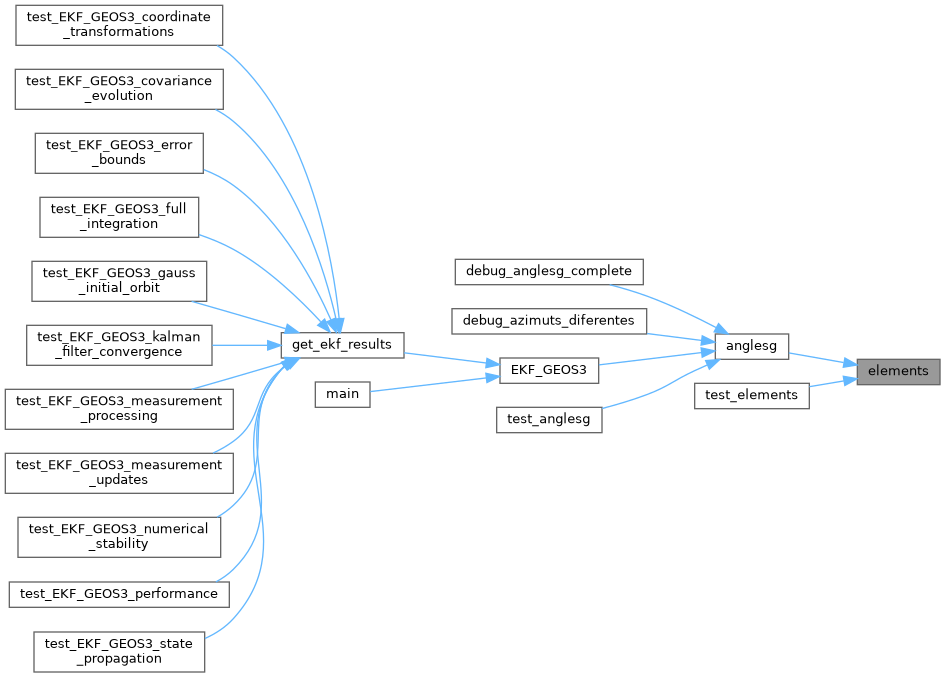 test_EKF_GEOS3_coordinate
_transformations
test_EKF_GEOS3_covariance
_evolution
test_EKF_GEOS3_error
_bounds
test_EKF_GEOS3_full
_integration
test_EKF_GEOS3_gauss
_initial_orbit
test_EKF_GEOS3_kalman
_filter_convergence
test_EKF_GEOS3_measurement
_processing
test_EKF_GEOS3_measurement
_updates
test_EKF_GEOS3_numerical
_stability
test_EKF_GEOS3_performance
test_EKF_GEOS3_state
_propagation
get_ekf_results
main
debug_anglesg_complete
debug_azimuts_diferentes
EKF_GEOS3
test_anglesg
anglesg
test_elements
elements